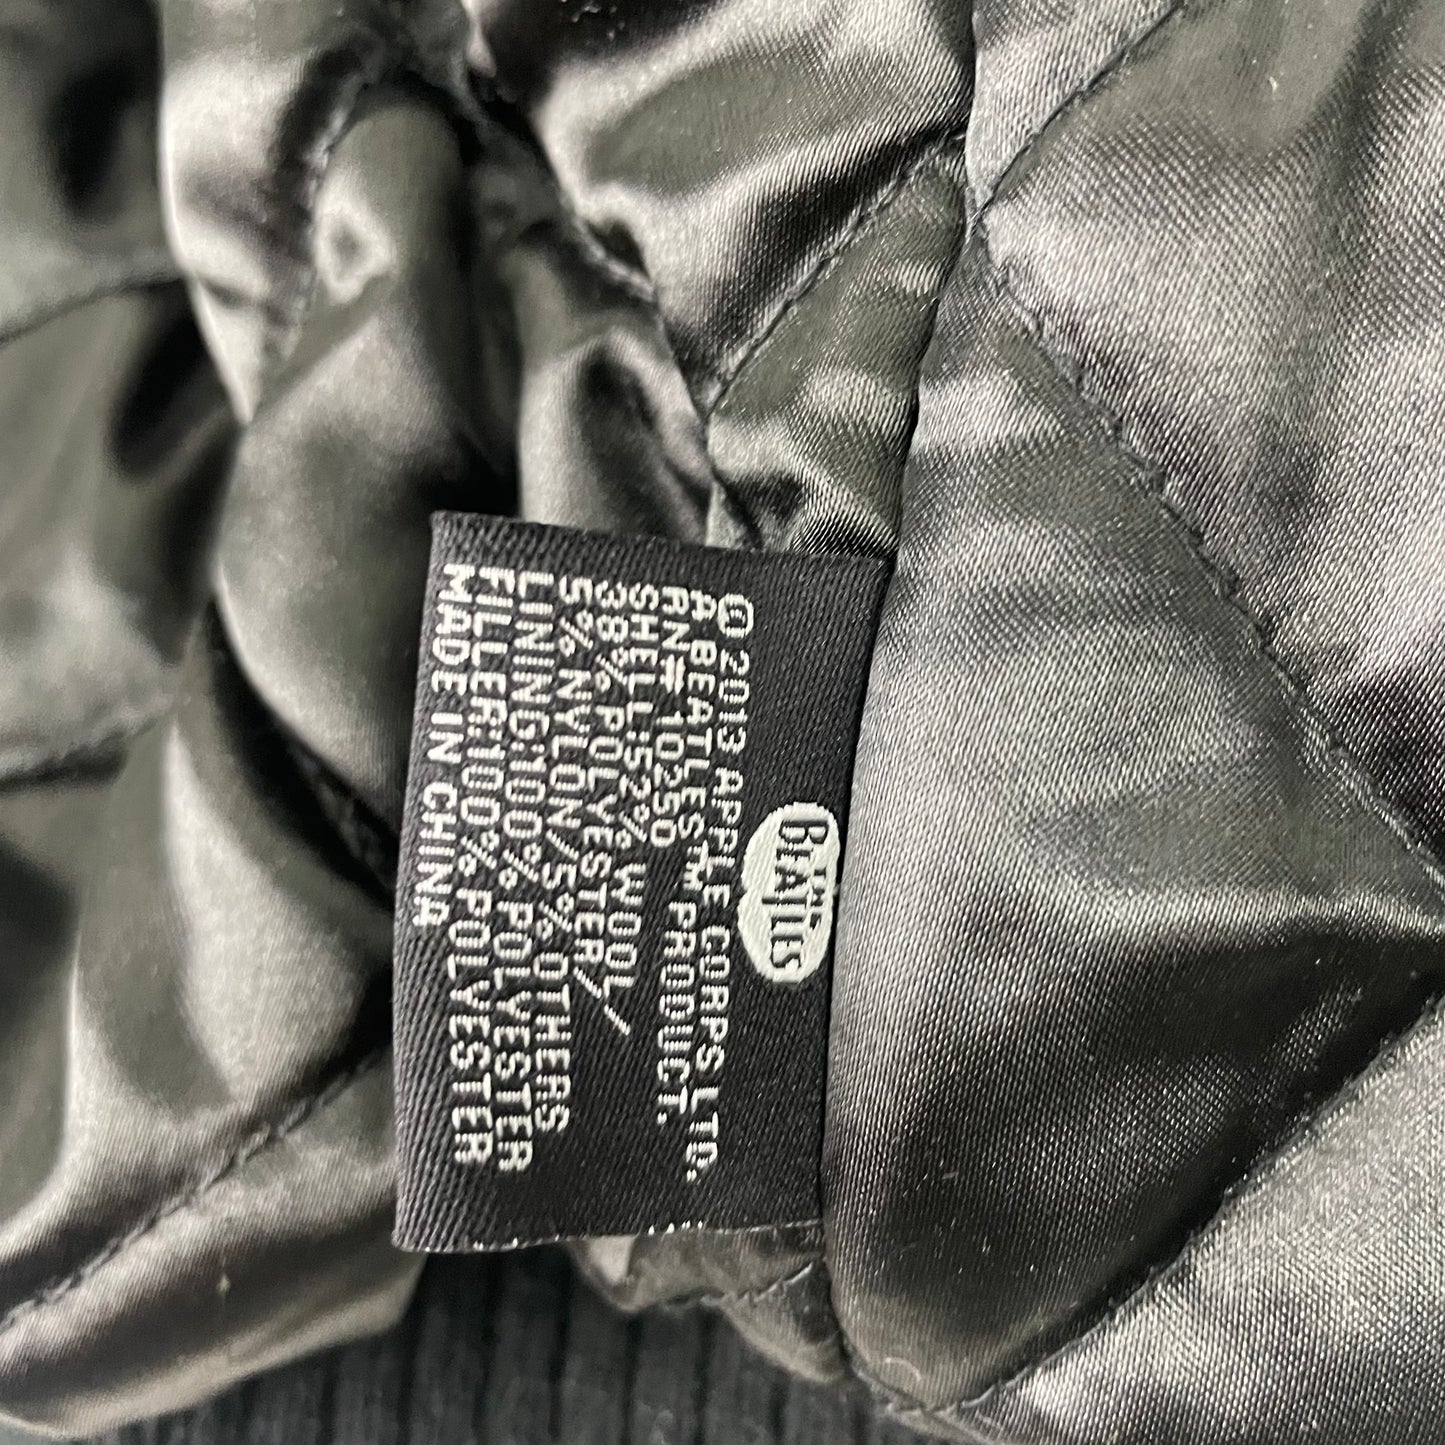 THE
BEATLES
© 2013 APPLE CORPS LTD.
A BEATLES™ PRODUCT.
RN# 10250
SHELL:52% WOOL/
38% POLYESTER/
5% NYLON/5% OTHERS
LINING:100% POLYESTER
FILLER:100% POLYESTER
MADE IN CHINA